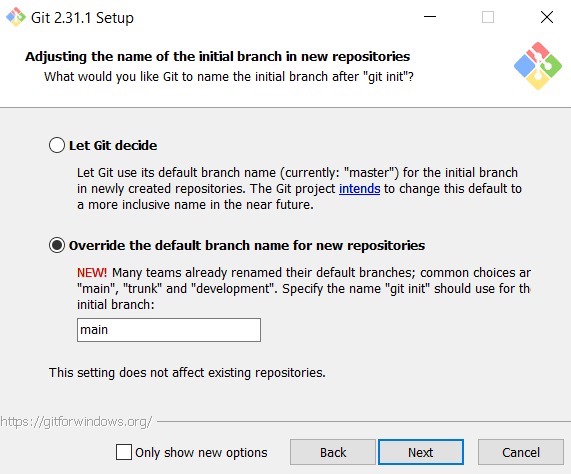 Git 2.31.1 Setup
Adjusting the name of the initial branch in new repositories
What would you like Git to name the initial branch after "git init"?
Let Git decide
Let Git use its default branch name (currently: "master") for the initial branch
in newly created repositories. The Git project intends to change this default to
a more inclusive name in the near future.
Override the default branch name for new repositories
NEW! Many teams already renamed their default branches; common choices ar
"main", "trunk" and "development". Specify the name "git init" should use for th
initial branch:
main
This setting does not affect existing repositories.
https://gitforwindows.org/
Only show new options
Back
Next
Cancel